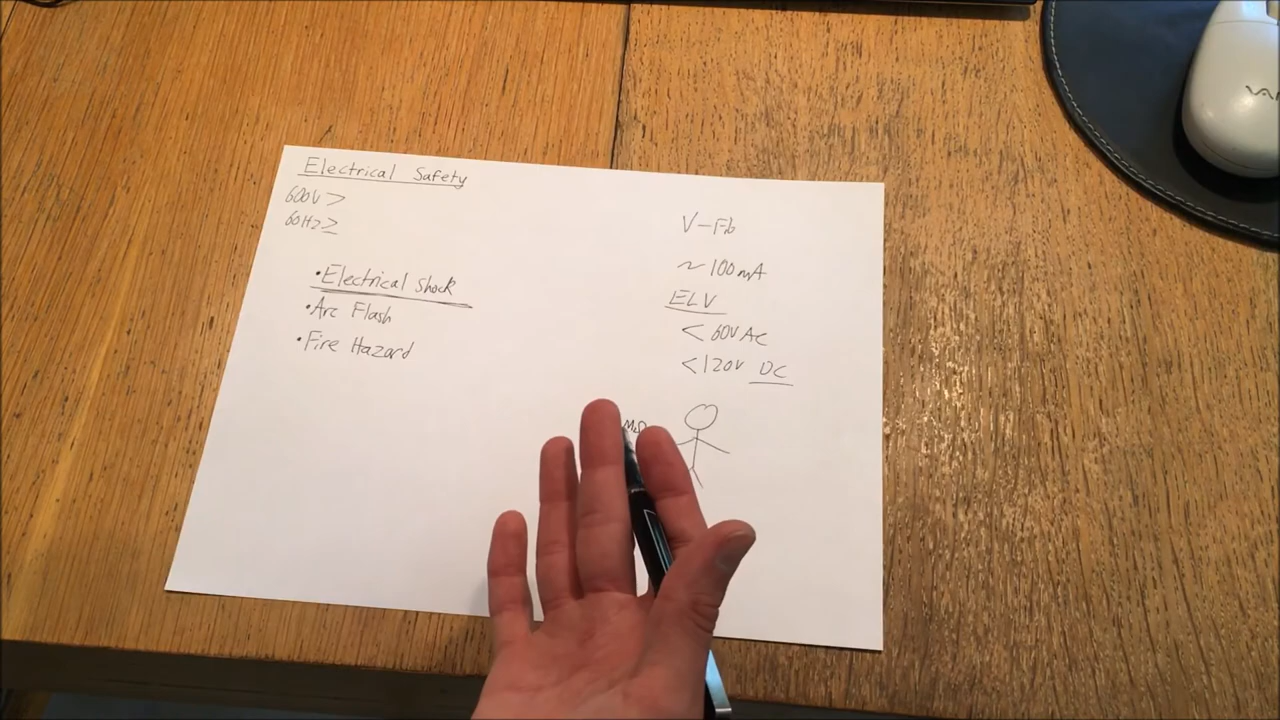 Electrical Safety
600V >
60Hz ≥
• Electrical Shock
• Arc Flash
• Fire Hazard
V-Fib
~ 100mA
ELV
< 60V AC
< 120V DC